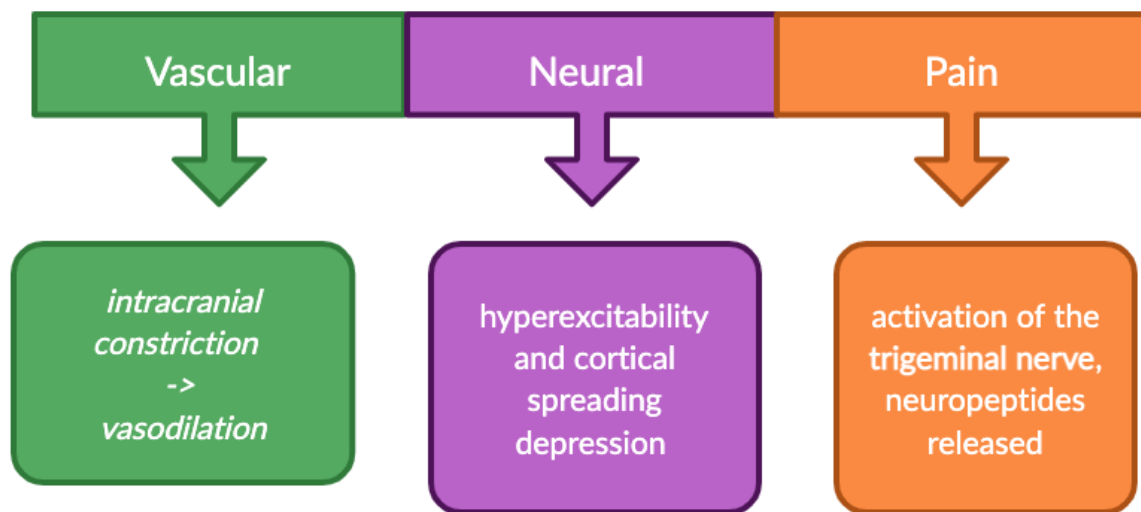 Vascular
Neural
Pain
intracranial
constriction
->
vasodilation
hyperexcitability
and cortical
spreading
depression
activation of the
trigeminal nerve,
neuropeptides
released